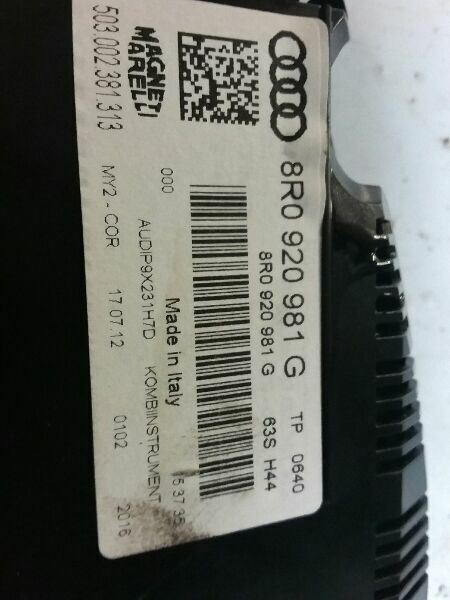 8R0 920 981 G TP 0640
8R0 920 981 G 63S H44
000 Made in Italy 15 37 35
AUDIP9X231H7D KOMBIINSTRUMENT
MAGNETI
MARELLI
MY2 - COR 17.07.12 0102 2016
503.002.381.313